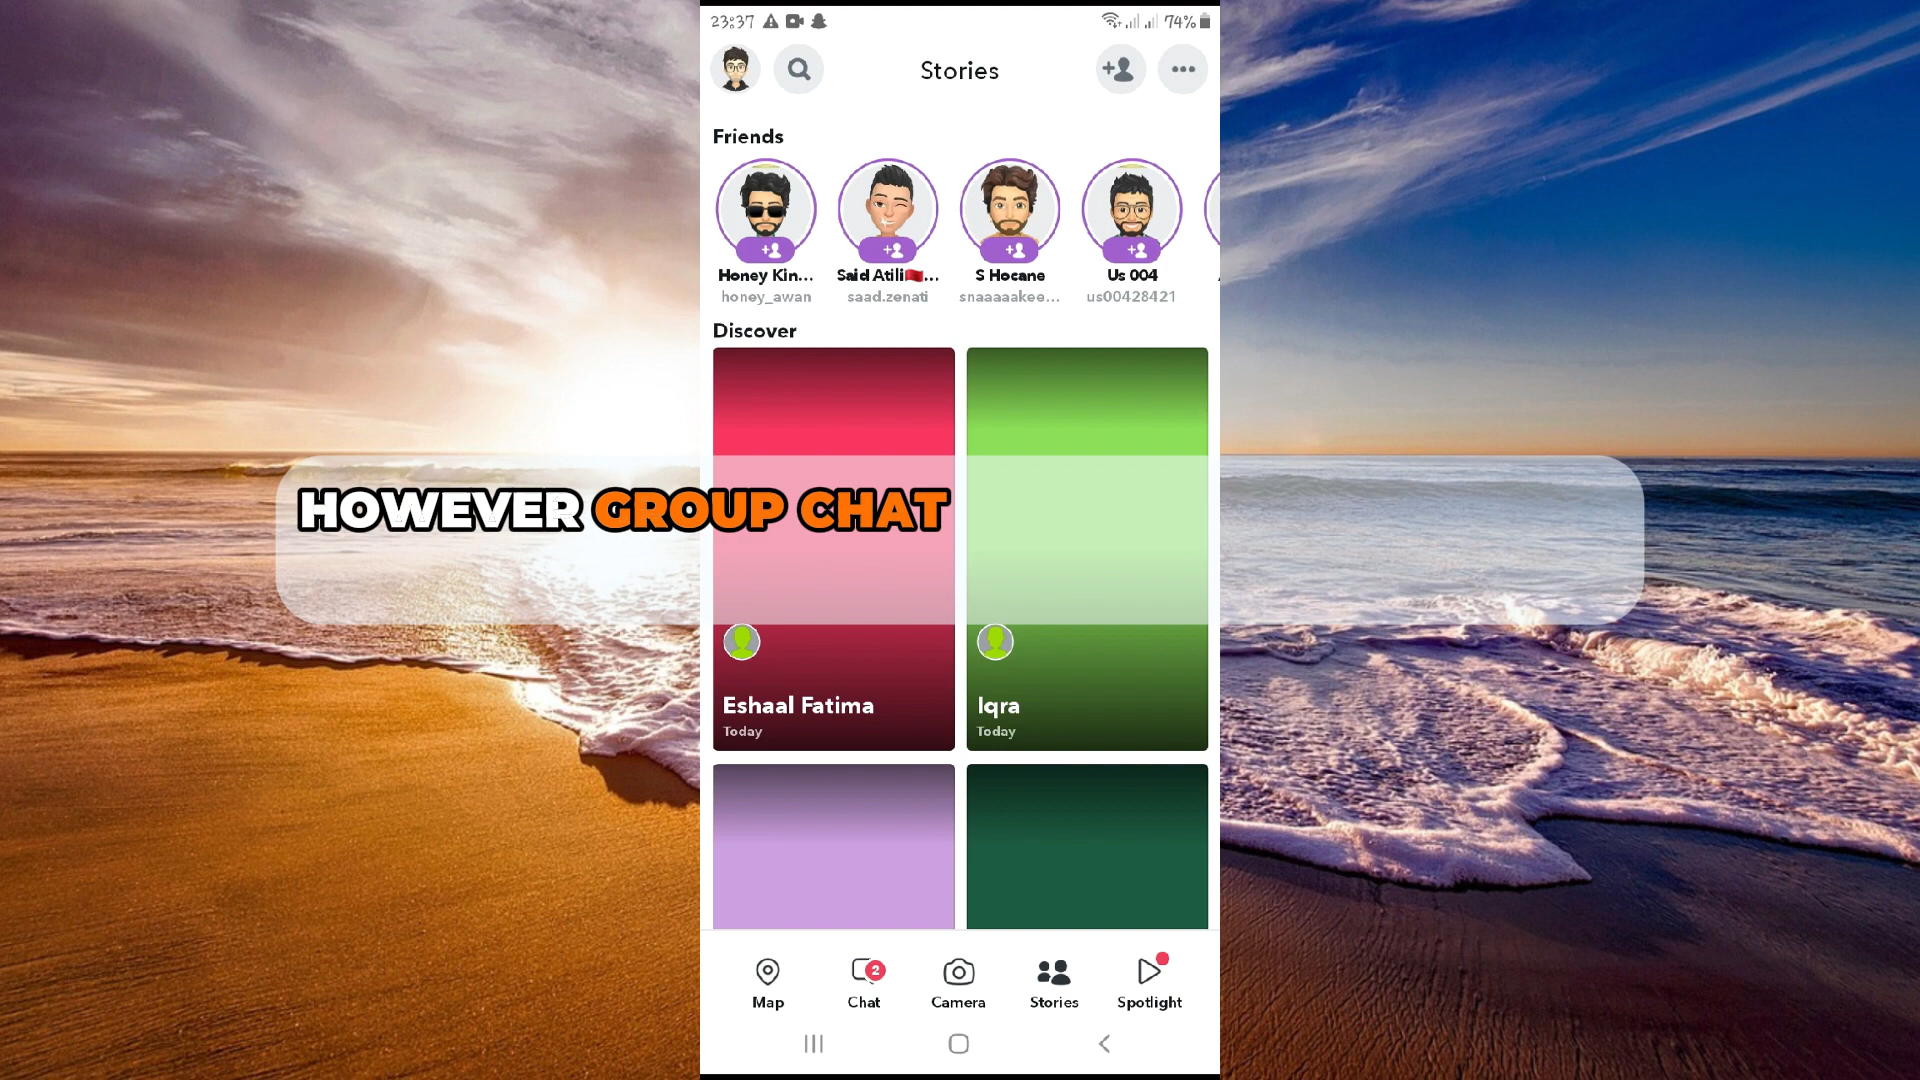 23:37
74%
Stories
Friends
Honey Kin...
Said Atili🇲🇦...
S Hocane
Us 004
honey_awan
saad.zenati
snaaaaakee...
us00428421
Discover
HOWEVER GROUP CHAT
Eshaal Fatima
Today
Iqra
Today
2
Map
Chat
Camera
Stories
Spotlight